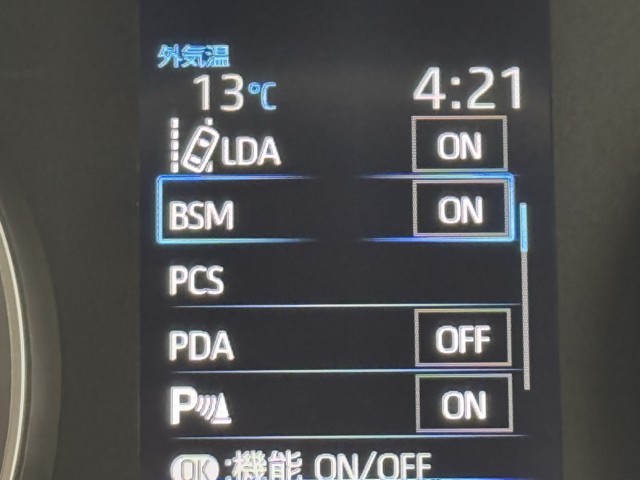 外気温
13℃ 4:21
LDA ON
BSM ON
PCS
PDA OFF
P ON
OK:機能 ON/OFF